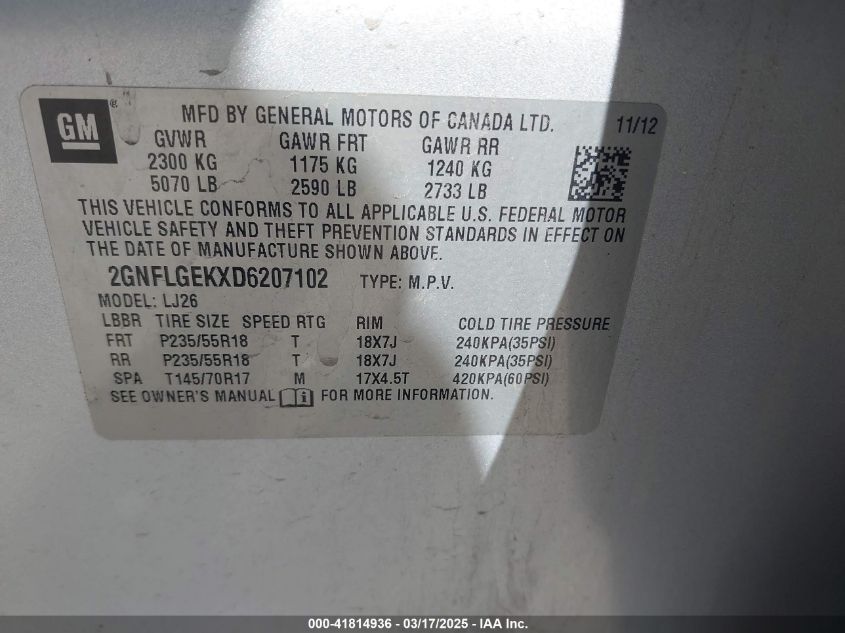 GM ®
MFD BY GENERAL MOTORS OF CANADA LTD. 11/12
GVWR GAWR FRT GAWR RR
2300 KG 1175 KG 1240 KG
5070 LB 2590 LB 2733 LB
THIS VEHICLE CONFORMS TO ALL APPLICABLE U.S. FEDERAL MOTOR
VEHICLE SAFETY AND THEFT PREVENTION STANDARDS IN EFFECT ON
THE DATE OF MANUFACTURE SHOWN ABOVE.
2GNFLGEKXD6207102 TYPE: M.P.V.
MODEL: LJ26
LBBR TIRE SIZE SPEED RTG RIM COLD TIRE PRESSURE
FRT P235/55R18 T 18X7J 240KPA(35PSI)
RR P235/55R18 T 18X7J 240KPA(35PSI)
SPA T145/70R17 M 17X4.5T 420KPA(60PSI)
SEE OWNER'S MANUAL i FOR MORE INFORMATION.
000-41814936 - 03/17/2025 - IAA, Inc.